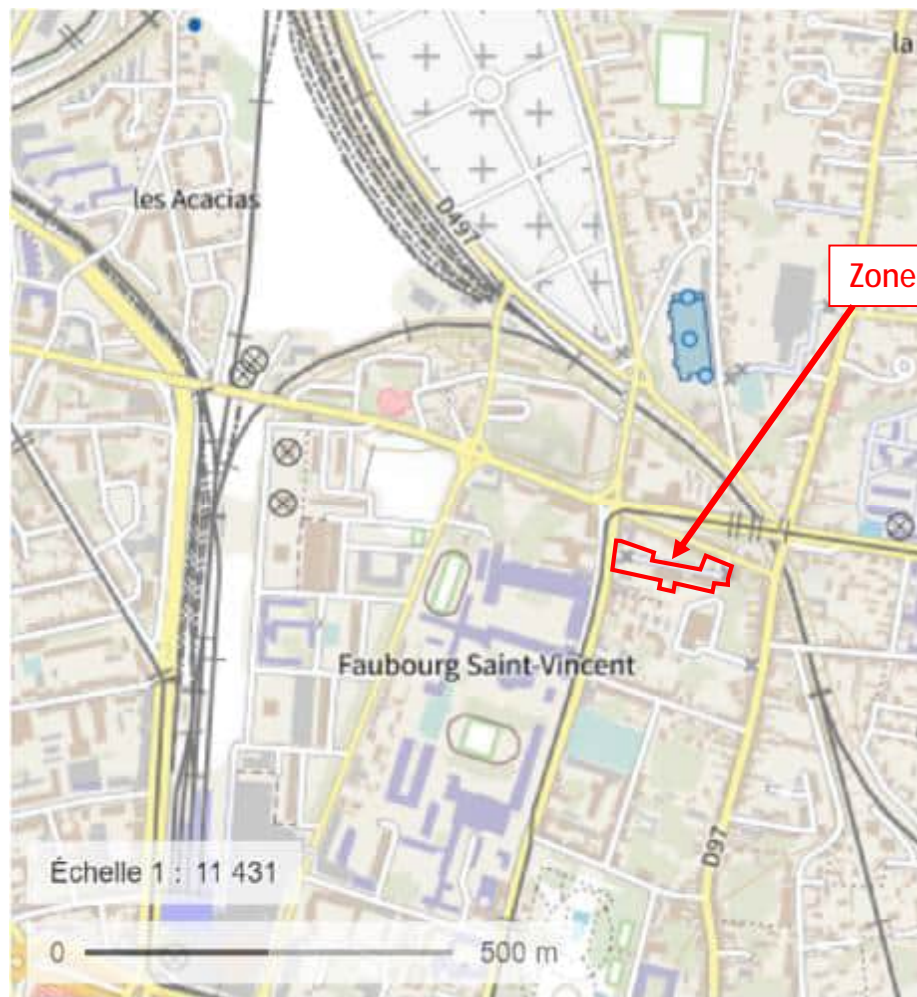 la
les Acacias
D497
Zone
Faubourg Saint-Vincent
D97
Échelle 1 : 11 431
0 500 m